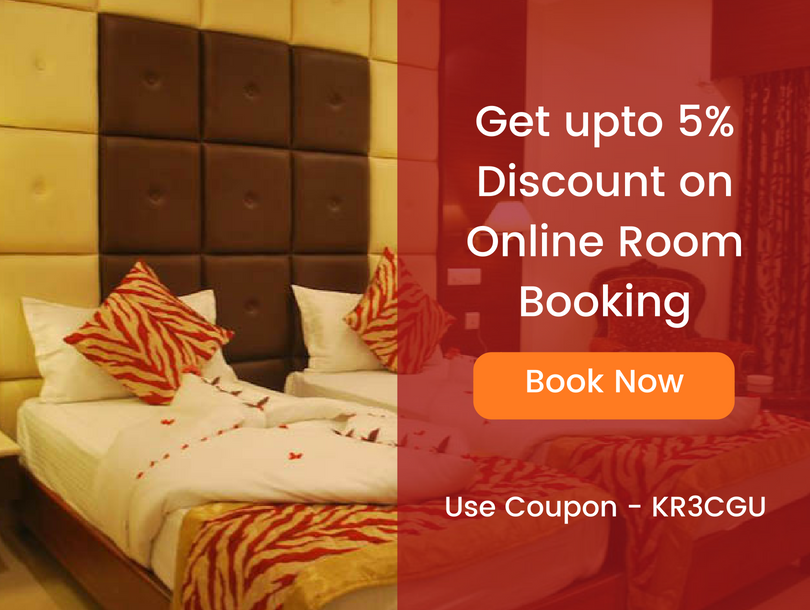 Get upto 5%
Discount on
Online Room
Booking
Book Now
Use Coupon - KR3CGU